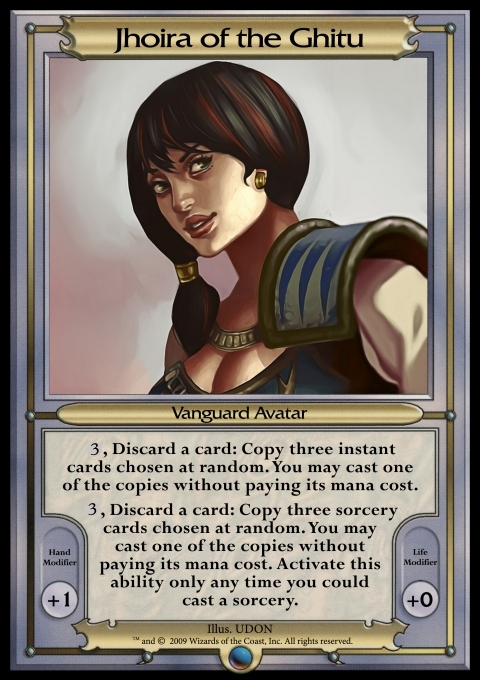 Jhoira of the Ghitu
Vanguard Avatar
3, Discard a card: Copy three instant
cards chosen at random. You may cast one
of the copies without paying its mana cost.
3, Discard a card: Copy three sorcery
cards chosen at random. You may
cast one of the copies without
paying its mana cost. Activate this
ability only any time you could
cast a sorcery.
Hand
Modifier
+1
Life
Modifier
+0
Illus. UDON
™ and © 2009 Wizards of the Coast, Inc. All rights reserved.